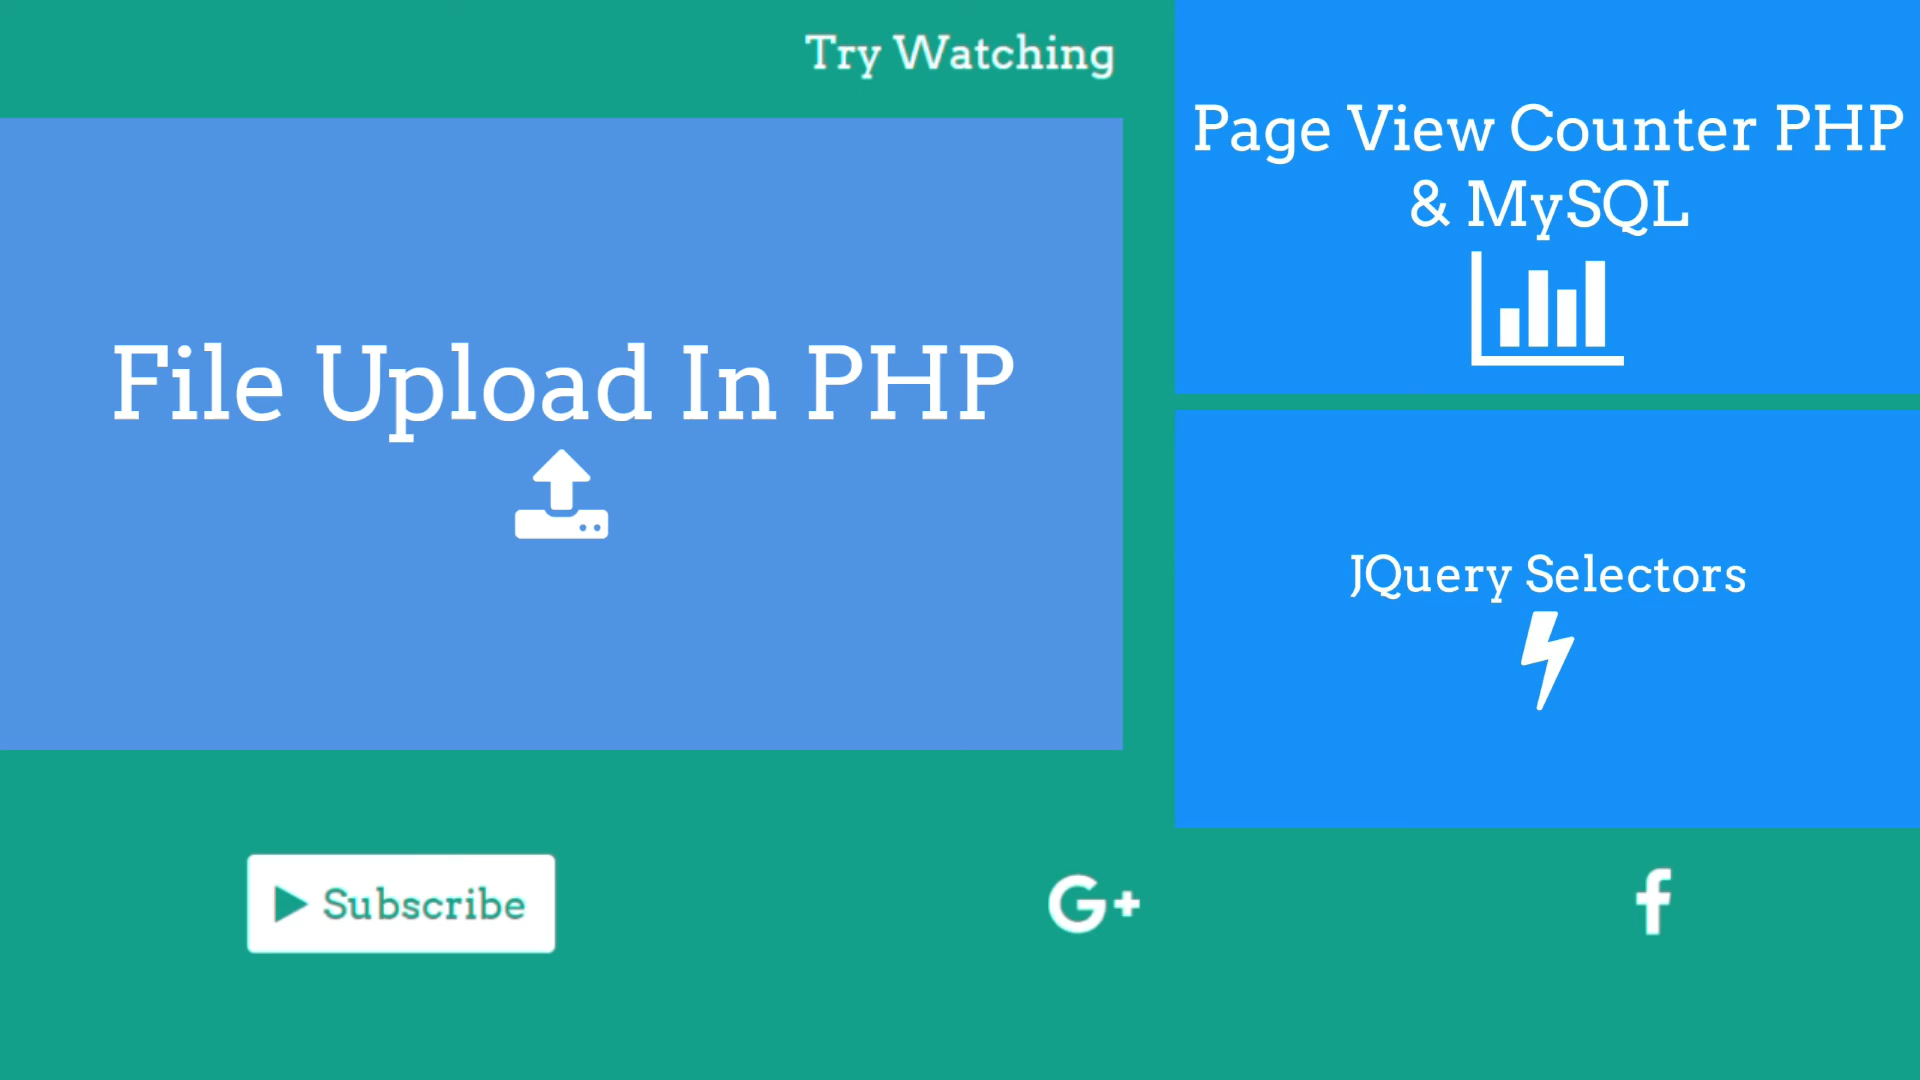 Try Watching
File Upload In PHP
Page View Counter PHP
& MySQL
JQuery Selectors
Subscribe
G+
f